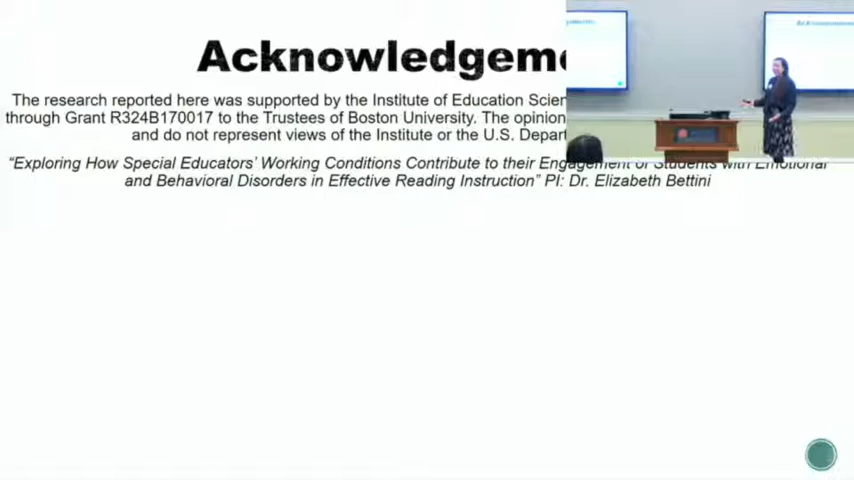 Acknowledgeme
The research reported here was supported by the Institute of Education Scien
through Grant R324B170017 to the Trustees of Boston University. The opinion
and do not represent views of the Institute or the U.S. Depart
“Exploring How Special Educators’ Working Conditions Contribute to their Engagement of Students with Emotional
and Behavioral Disorders in Effective Reading Instruction” PI: Dr. Elizabeth Bettini